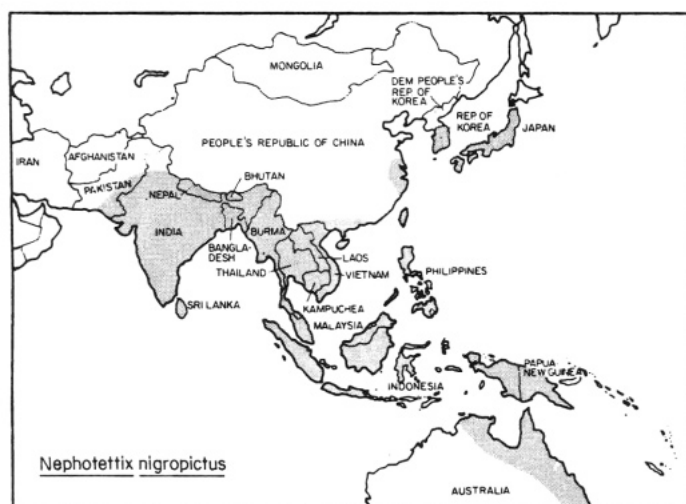 MONGOLIA
DEM PEOPLE'S
REP OF
KOREA
REP OF
KOREA
JAPAN
PEOPLE'S REPUBLIC OF CHINA
IRAN
AFGHANISTAN
PAKISTAN
NEPAL
BHUTAN
INDIA
BANGLA-
DESH
BURMA
LAOS
THAILAND
VIETNAM
KAMPUCHEA
PHILIPPINES
SRI LANKA
MALAYSIA
INDONESIA
PAPUA
NEW GUINEA
Nephotettix nigropictus
AUSTRALIA